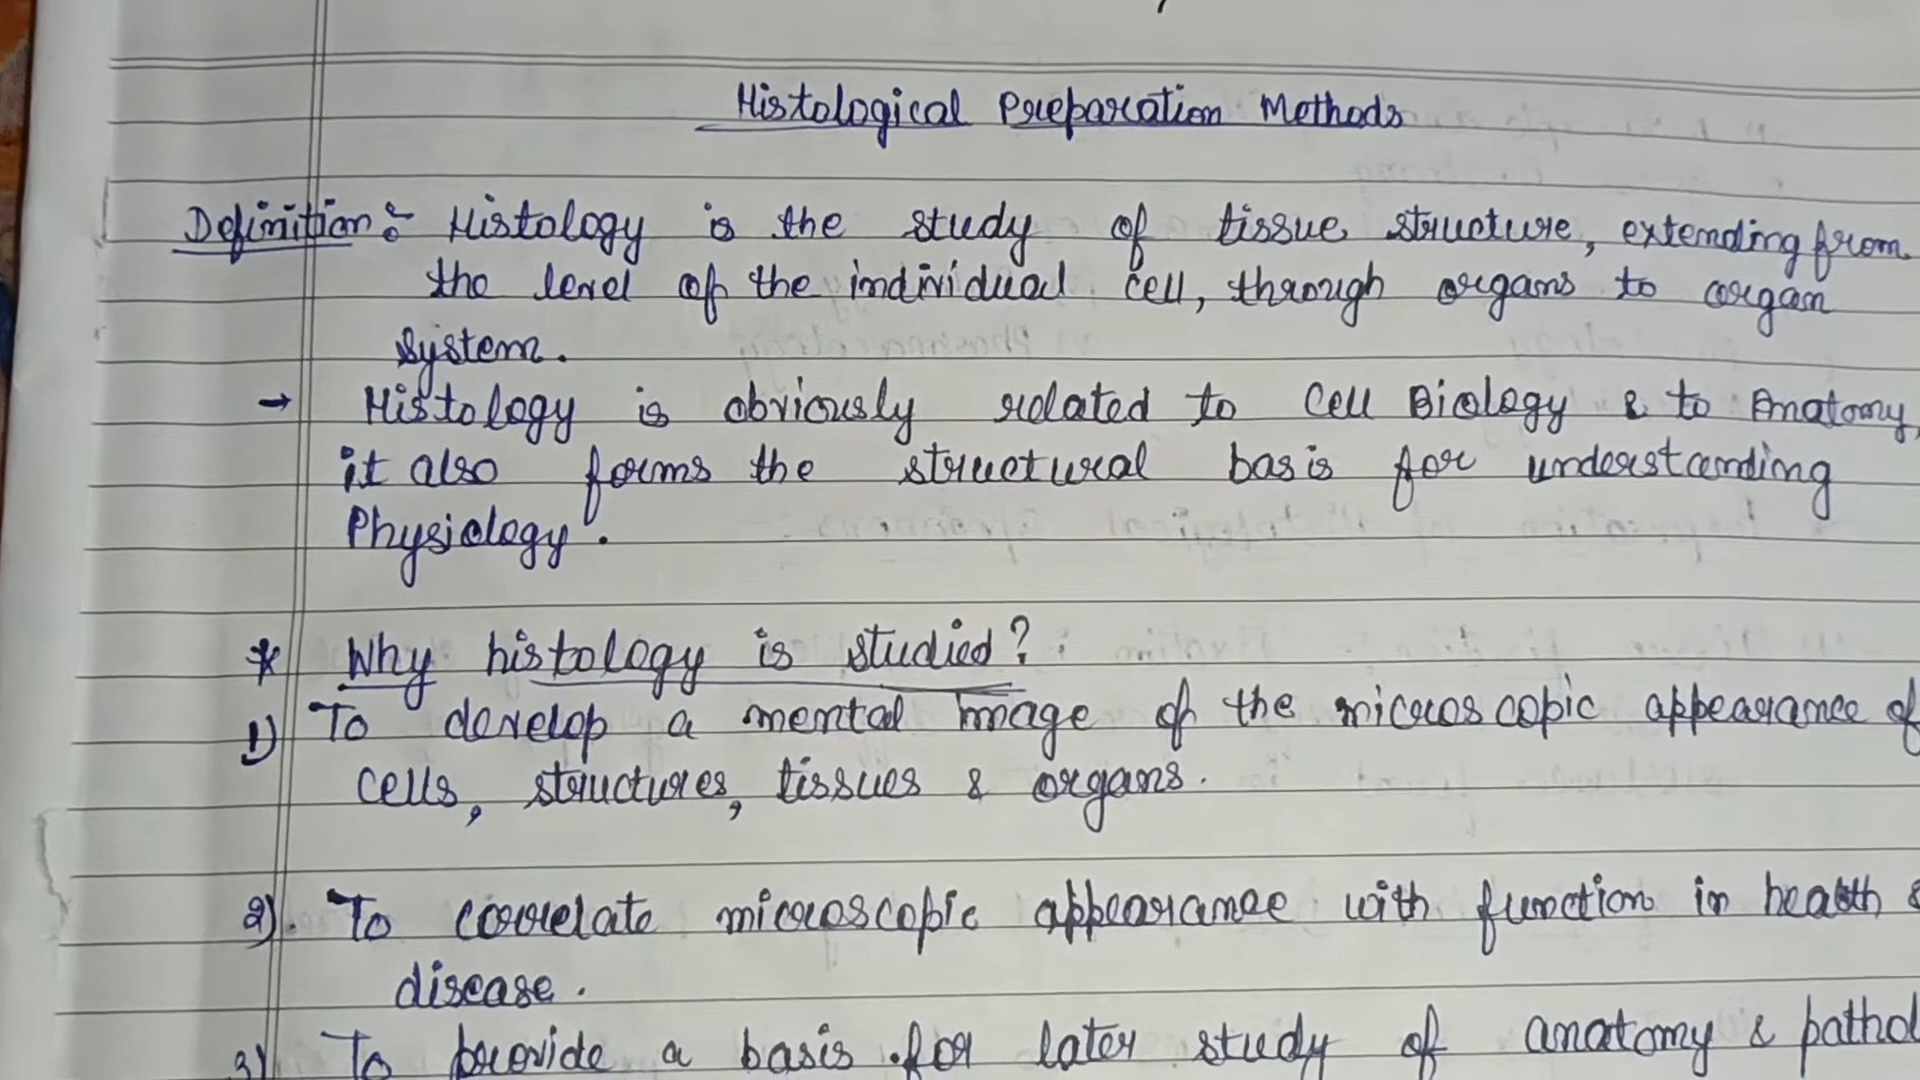 Histological Preparation Methods
Definition :- Histology is the study of tissue structure, extending from
the level of the individual cell, through organs to organ
system.
→ Histology is obviously related to Cell Biology & to Anatomy,
it also forms the structural basis for understanding
Physiology.
* Why histology is studied?
1) To develop a mental Image of the microscopic appearance of
cells, structures, tissues & organs.
2). To correlate microscopic appearance with function in health &
disease.
3) To provide a basis for later study of anatomy & pathol